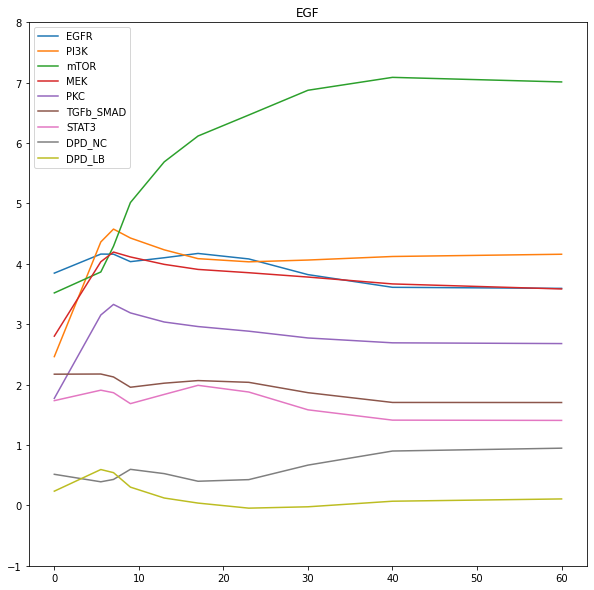 EGF
EGFR
PI3K
mTOR
MEK
PKC
TGFb_SMAD
STAT3
DPD_NC
DPD_LB
8
7
6
5
4
3
2
1
0
−1
0 10 20 30 40 50 60